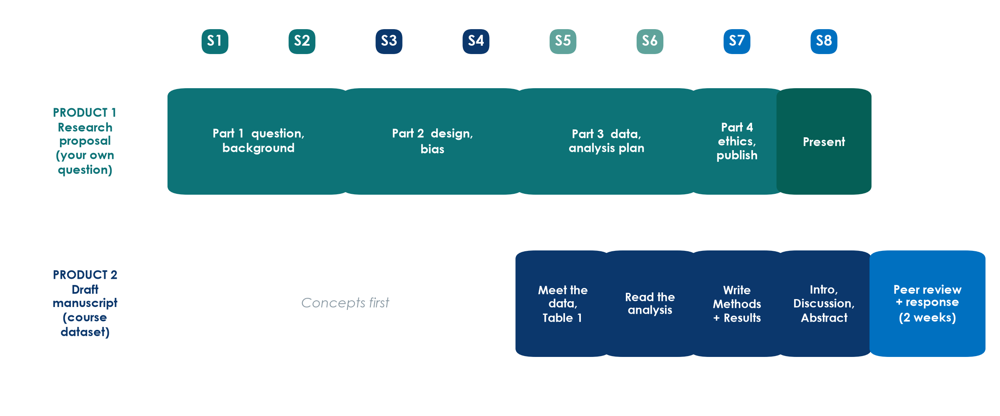 S1 S2 S3 S4 S5 S6 S7 S8
PRODUCT 1
Research
proposal
(your own
question)
Part 1 question,
background
Part 2 design,
bias
Part 3 data,
analysis plan
Part 4
ethics,
publish
Present
PRODUCT 2
Draft
manuscript
(course
dataset)
Concepts first
Meet the
data,
Table 1
Read the
analysis
Write
Methods
+ Results
Intro,
Discussion,
Abstract
Peer review
+ response
(2 weeks)